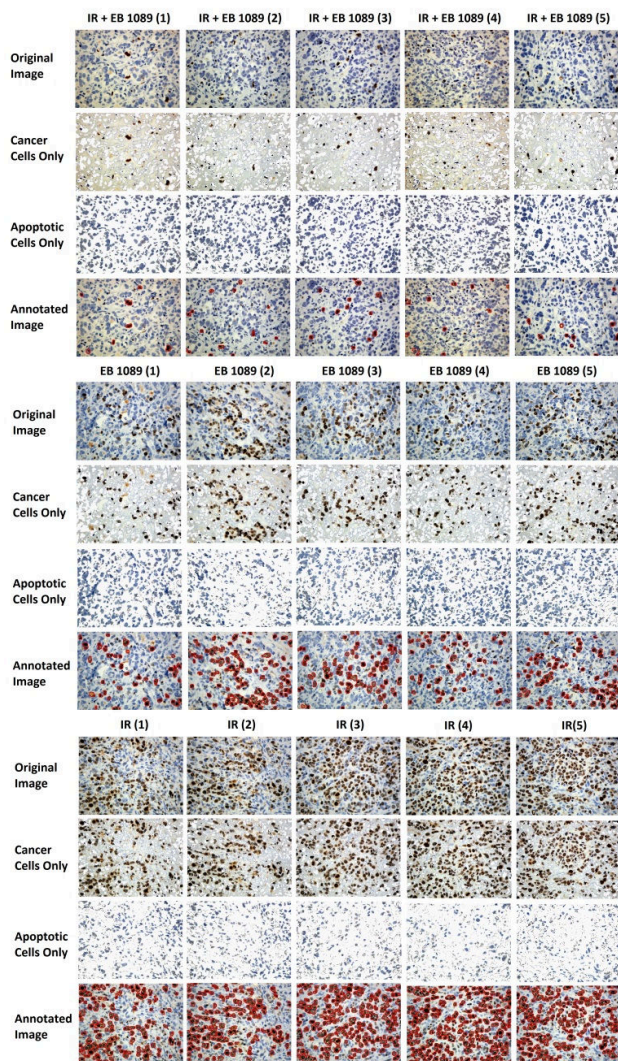 IR + EB 1089 (1) IR + EB 1089 (2) IR + EB 1089 (3) IR + EB 1089 (4) IR + EB 1089 (5)
Original
Image
Cancer
Cells Only
Apoptotic
Cells Only
Annotated
Image
EB 1089 (1) EB 1089 (2) EB 1089 (3) EB 1089 (4) EB 1089 (5)
Original
Image
Cancer
Cells Only
Apoptotic
Cells Only
Annotated
Image
IR (1) IR (2) IR (3) IR (4) IR(5)
Original
Image
Cancer
Cells Only
Apoptotic
Cells Only
Annotated
Image